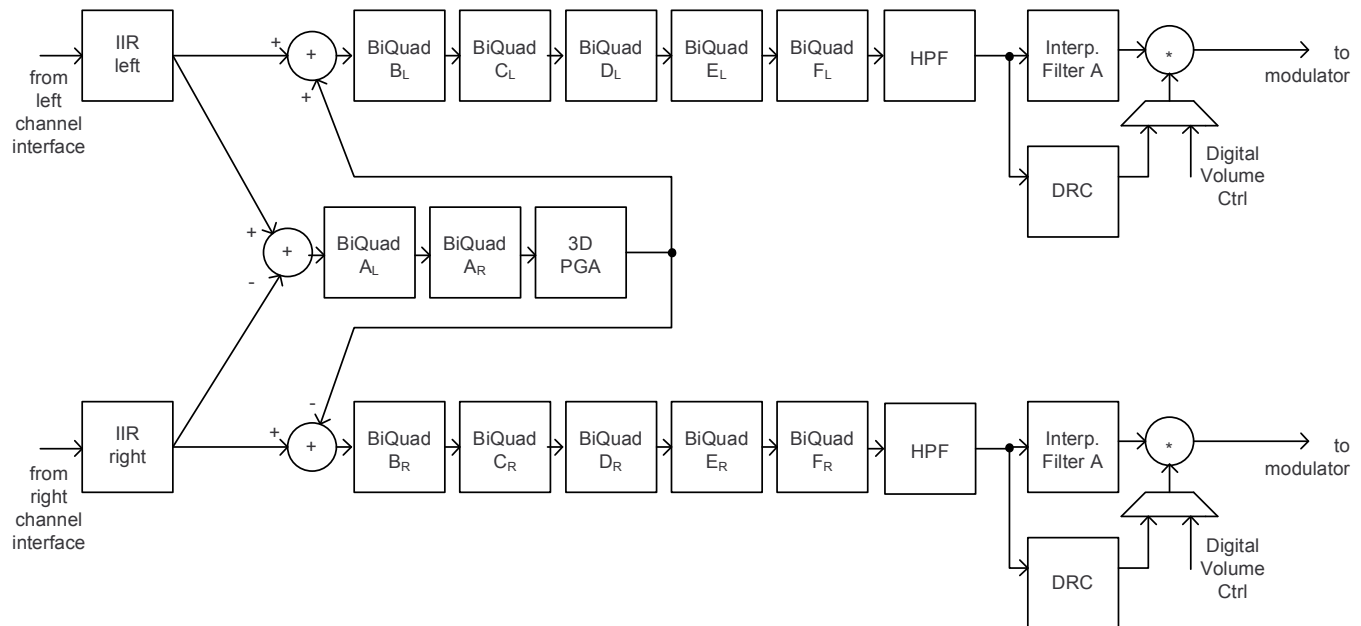 IIR
left
from
left
channel
interface
+
+
+
BiQuad
BL
BiQuad
CL
BiQuad
DL
BiQuad
EL
BiQuad
FL
HPF
Interp.
Filter A
*
to
modulator
DRC
Digital
Volume
Ctrl
+
-
+
BiQuad
AL
BiQuad
AR
3D
PGA
IIR
right
from
right
channel
interface
+
-
+
BiQuad
BR
BiQuad
CR
BiQuad
DR
BiQuad
ER
BiQuad
FR
HPF
Interp.
Filter A
*
to
modulator
DRC
Digital
Volume
Ctrl